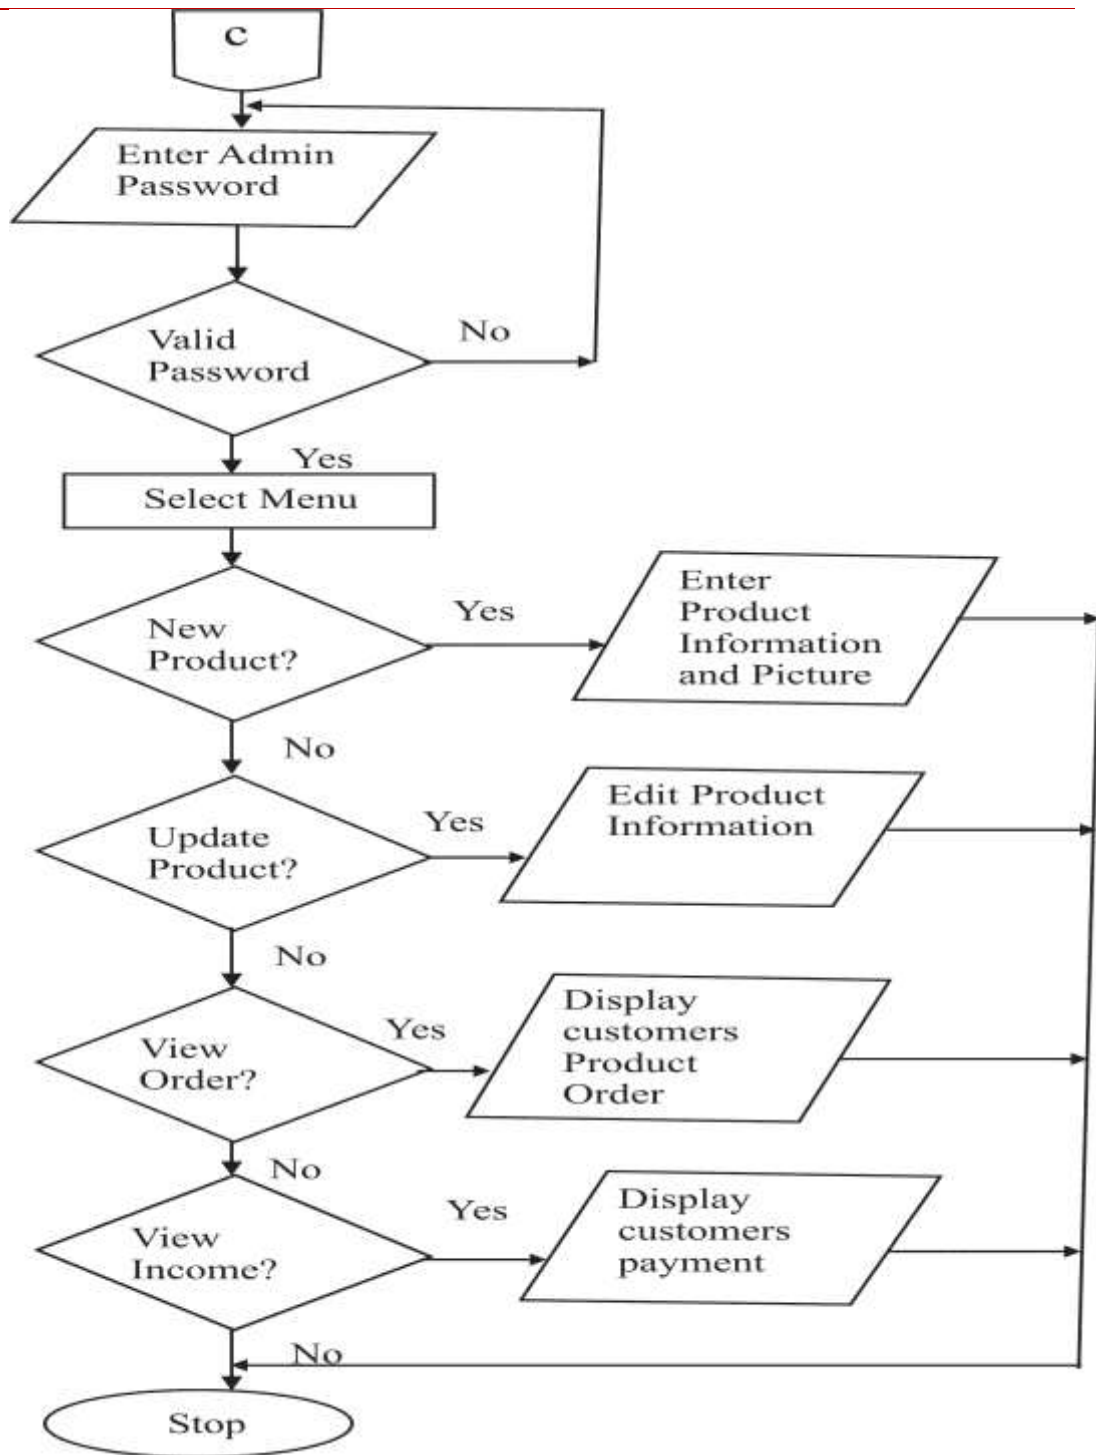 c
Enter Admin
Password
Valid
Password
No
Yes
Select Menu
New
Product?
Yes
Enter
Product
Information
and Picture
No
Update
Product?
Yes
Edit Product
Information
No
View
Order?
Yes
Display
customers
Product
Order
No
View
Income?
Yes
Display
customers
payment
No
Stop